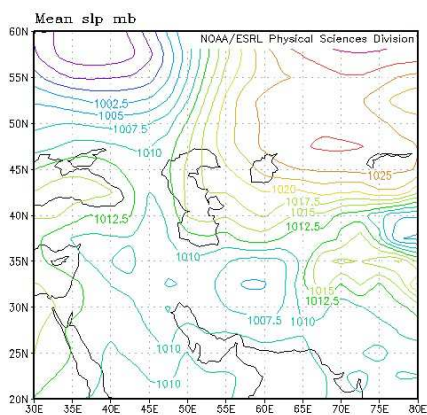 Mean slp mb
NOAA/ESRL Physical Sciences Division
60N
55N
1002.5
1005
50N
1007.5
1010
45N
1025
1020
1017.5
40N
1012.5
1015
1012.5
1010
35N
1015
30N
1012.5
1007.5
1010
25N
1010
1010
20N
30E 35E 40E 45E 50E 55E 60E 65E 70E 75E 80E